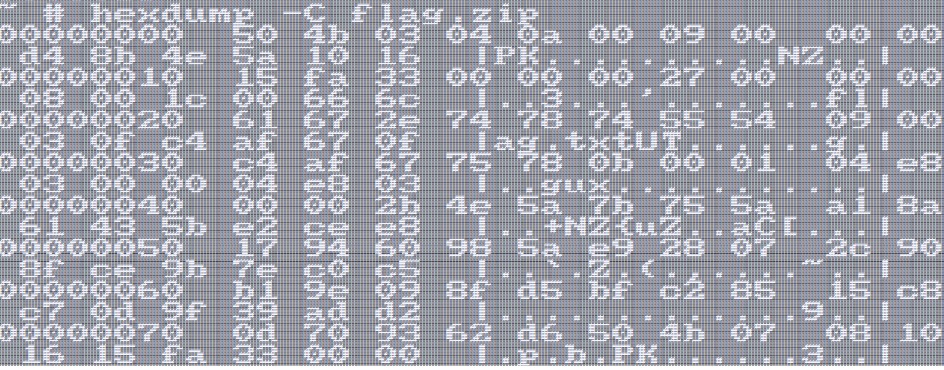 ~ # hexdump -C flag.zip
00000000  50 4b 03 04 0a 00 09 00  00 00
 d4 8b 4e 5a 10 16  |PK..........NZ..|
00000010  15 fa 33 00 00 00 27 00  00 00
 08 00 1c 00 66 6c  |..3...'.......fl|
00000020  61 67 2e 74 78 74 55 54  09 00
 03 0f c4 af 67 0f  |ag.txtUT......g.|
00000030  c4 af 67 75 78 0b 00 01  04 e8
 03 00 00 04 e8 03  |..gux...........|
00000040  00 00 2b 4e 5a 7b 75 5a  a1 8a
 61 43 5b e2 ce e8  |..+NZ{uZ..aC[...|
00000050  17 94 60 98 5a e9 28 07  2c 90
 8f ce 9b 7e c0 c5  |..`.Z.(.,....~..|
00000060  b1 9e 09 8f d5 bf c2 85  15 c8
 c7 0d 9f 39 ad d2  |.............9..|
00000070  0d 70 93 62 d6 50 4b 07  08 10
 16 15 fa 33 00 00  |.p.b.PK......3..|